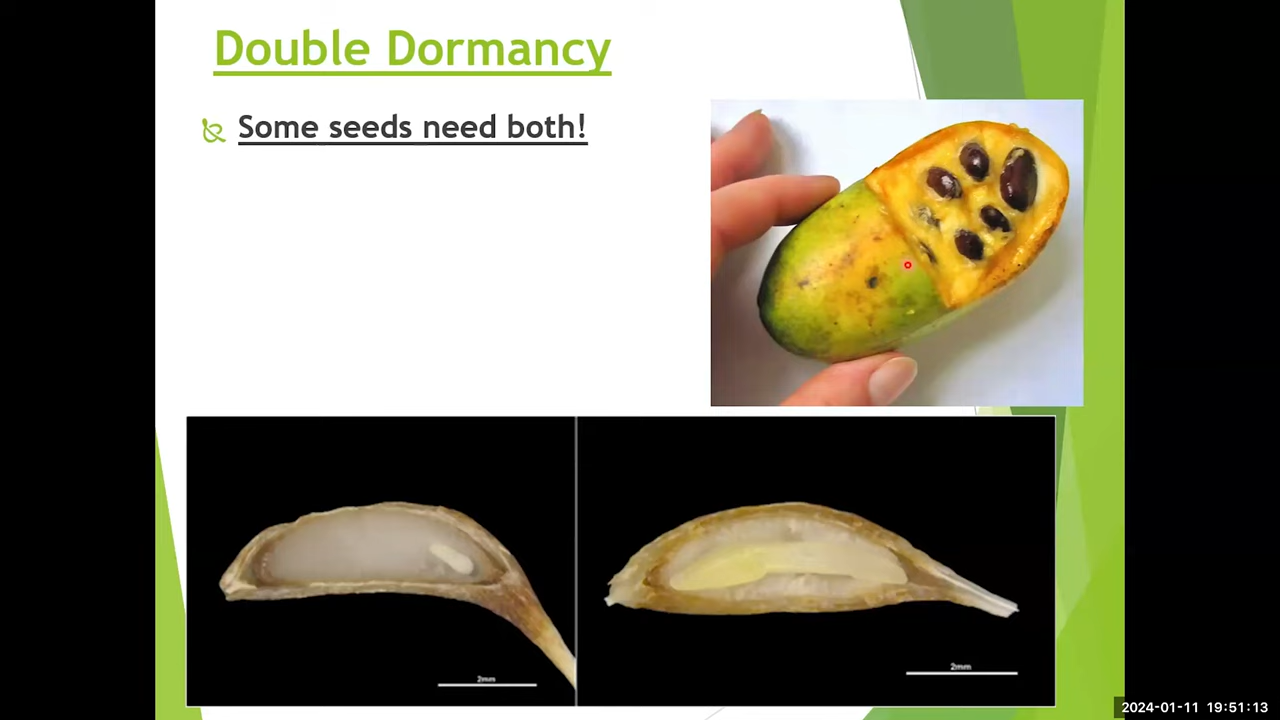 Double Dormancy
Some seeds need both!
2mm
2mm
2024-01-11 19:51:13